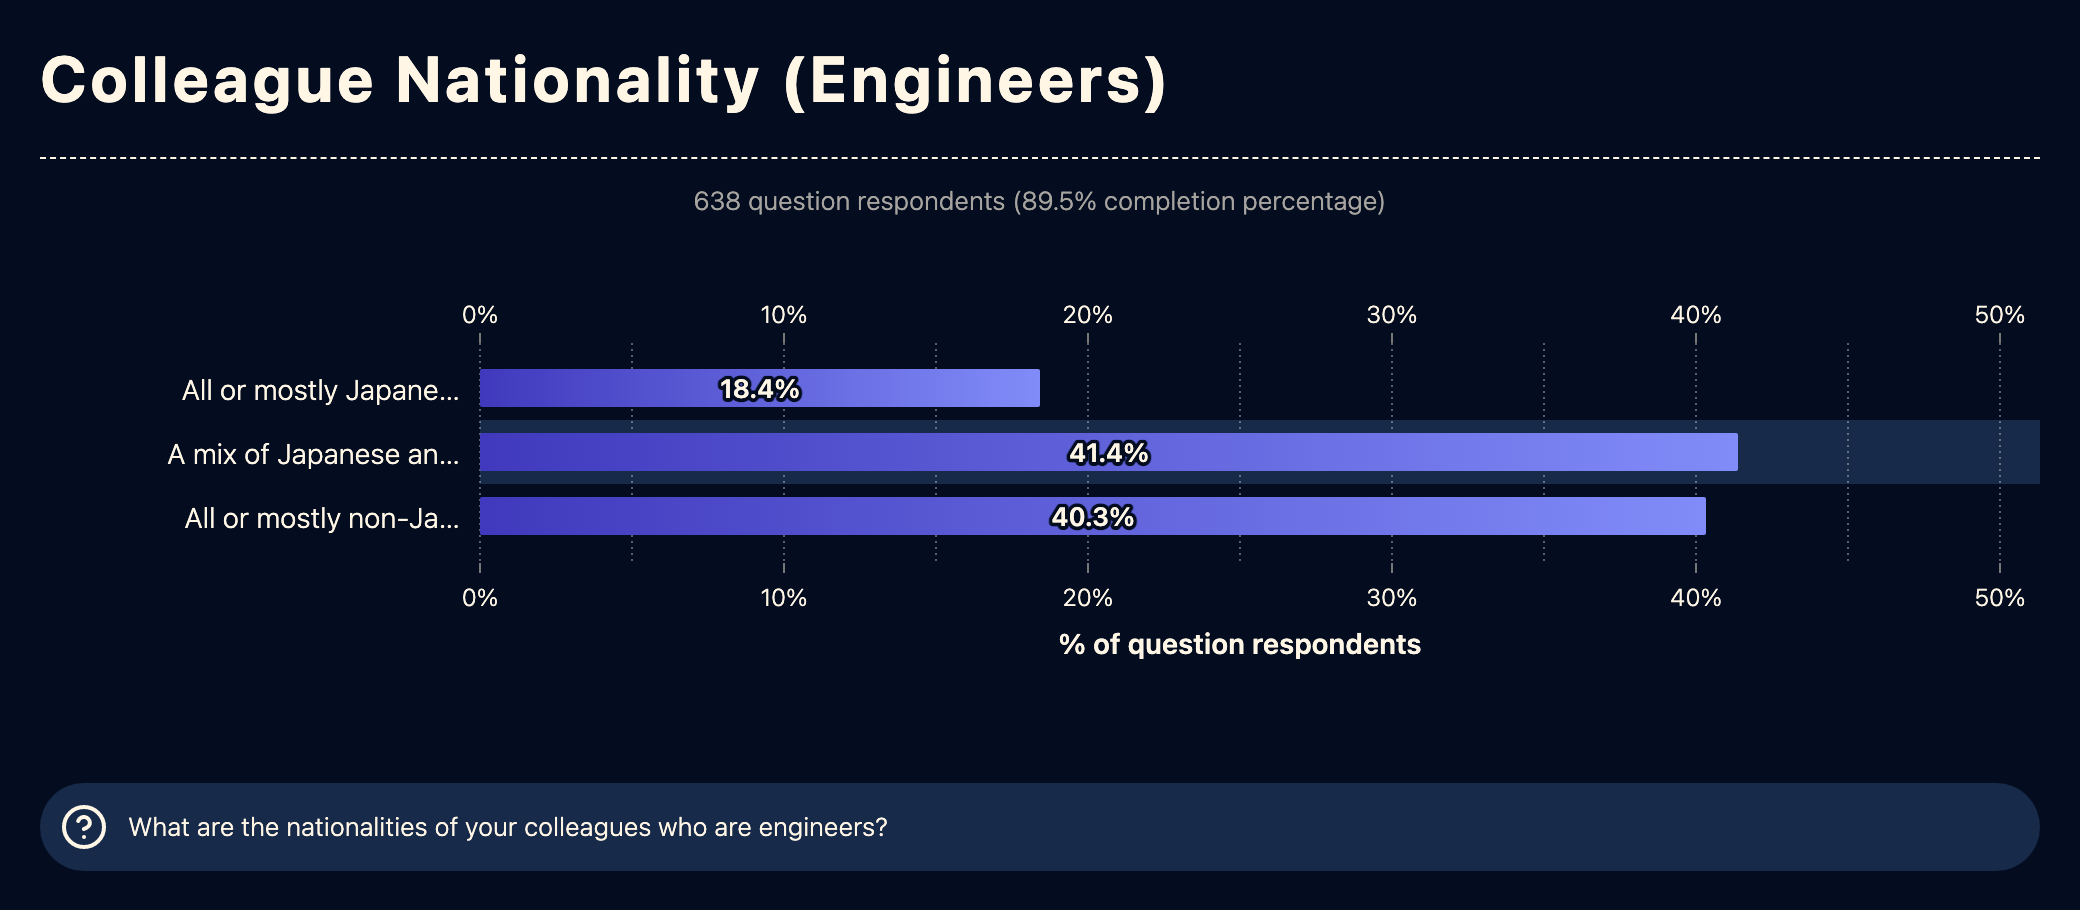 Colleague Nationality (Engineers)
638 question respondents (89.5% completion percentage)
0% 10% 20% 30% 40% 50%
All or mostly Japane... 18.4%
A mix of Japanese an... 41.4%
All or mostly non-Ja... 40.3%
0% 10% 20% 30% 40% 50%
% of question respondents
What are the nationalities of your colleagues who are engineers?